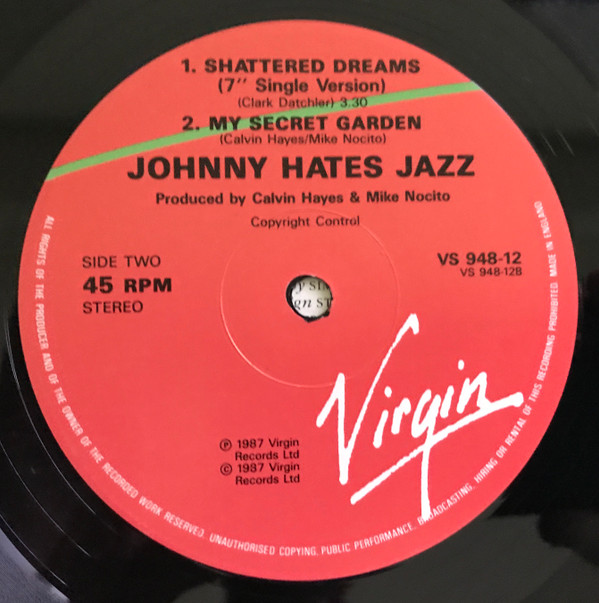 1. SHATTERED DREAMS
(7" Single Version)
(Clark Datchler) 3.30
2. MY SECRET GARDEN
(Calvin Hayes/Mike Nocito)
JOHNNY HATES JAZZ
Produced by Calvin Hayes & Mike Nocito
Copyright Control
SIDE TWO
45 RPM
STEREO
VS 948-12
VS 948-12B
gn
Virgin
℗ 1987 Virgin
Records Ltd
© 1987 Virgin
Records Ltd
ALL RIGHTS OF THE PRODUCER AND OF THE OWNER OF THE RECORDED WORK RESERVED. UNAUTHORISED COPYING, PUBLIC PERFORMANCE, BROADCASTING, HIRING OR RENTAL OF THIS RECORDING PROHIBITED. MADE IN ENGLAND